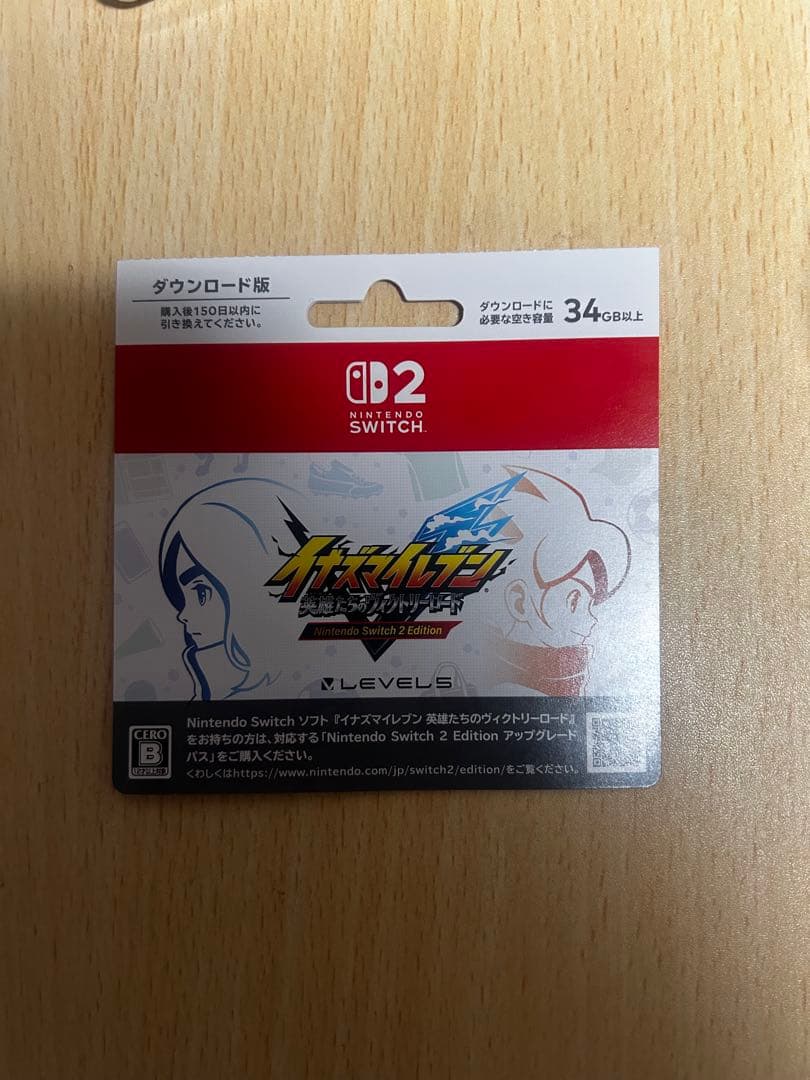 ダウンロード版
購入後150日以内に
引き換えてください。
ダウンロードに
必要な空き容量 34GB以上
2
NINTENDO
SWITCH
イナズマイレブン
英雄たちのヴィクトリーロード
Nintendo Switch 2 Edition
LEVEL5
CERO
B
12才以上対象
Nintendo Switch ソフト『イナズマイレブン 英雄たちのヴィクトリーロード』
をお持ちの方は、対応する「Nintendo Switch 2 Edition アップグレード
パス」をご購入ください。
くわしくはhttps://www.nintendo.com/jp/switch2/edition/をご覧ください。